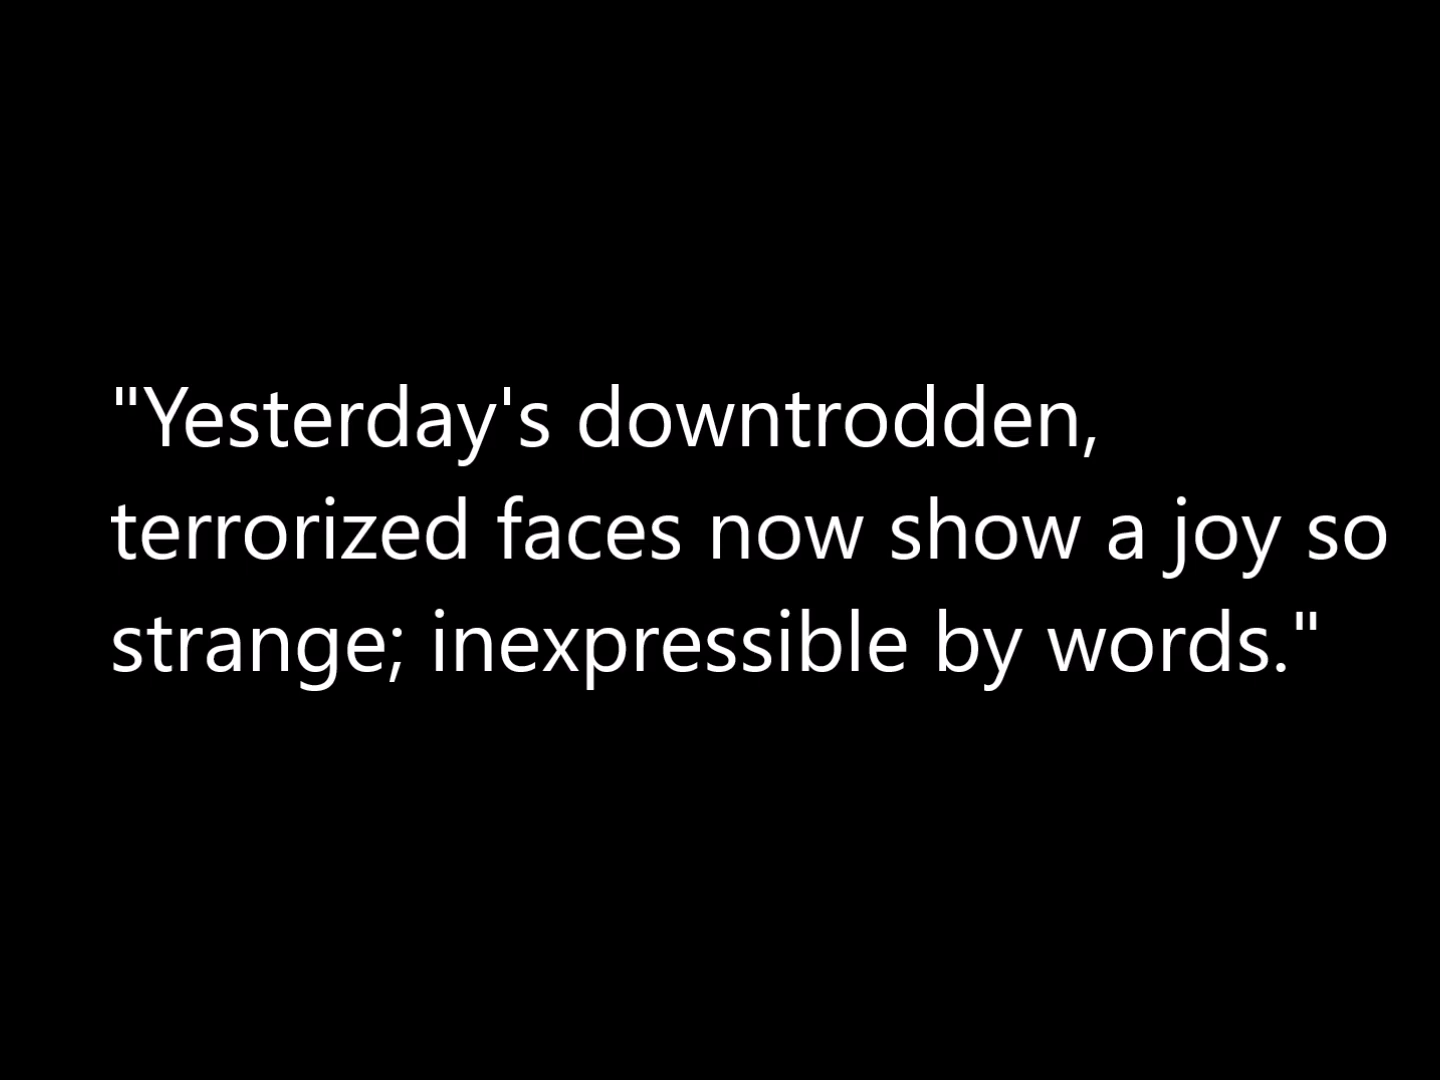 "Yesterday's downtrodden,
terrorized faces now show a joy so
strange; inexpressible by words."